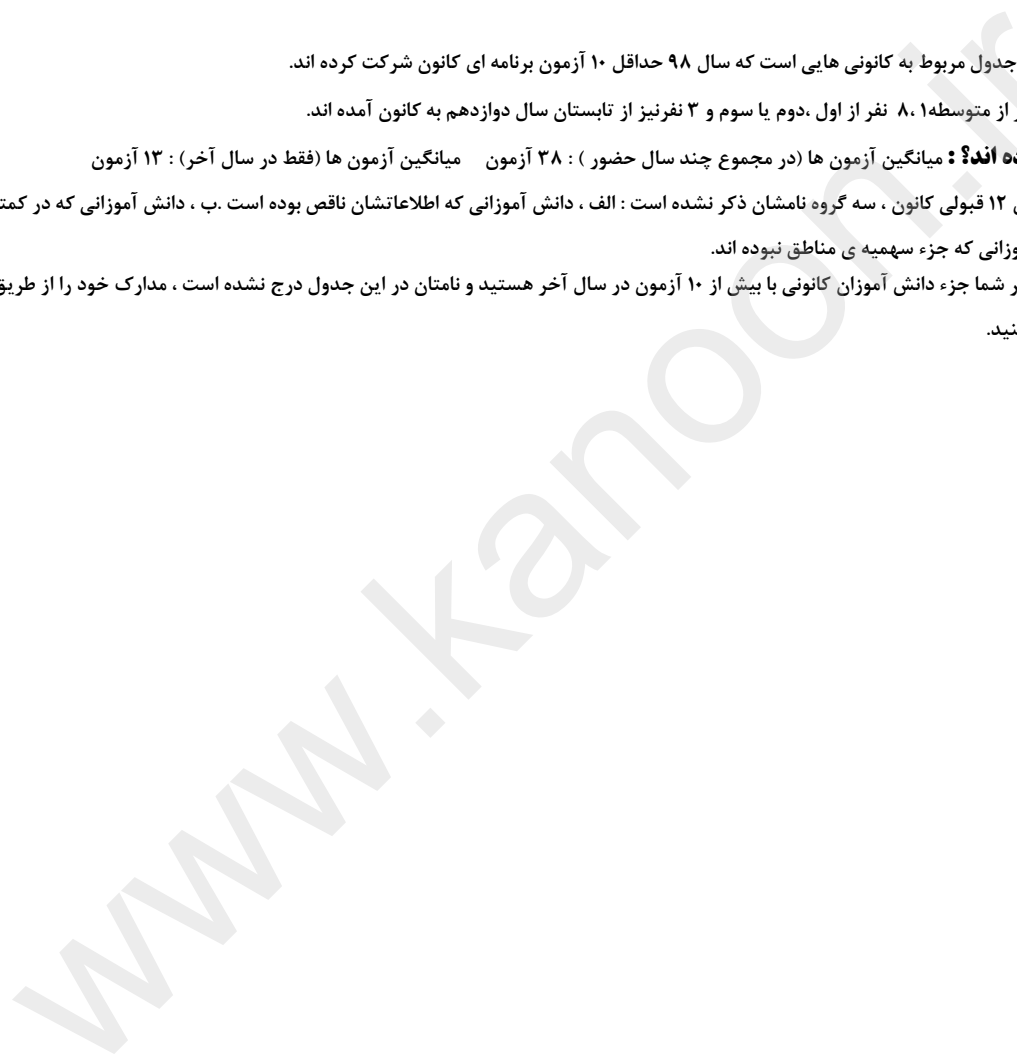 جدول مربوط به کانونی هایی است که سال ۹۸ حداقل ۱۰ آزمون برنامه ای کانون شرکت کرده اند.
از متوسطه۱ ،۸ نفر از اول ،دوم یا سوم و ۳ نفرنیز از تابستان سال دوازدهم به کانون آمده اند.
ده اند؟ : میانگین آزمون ها (در مجموع چند سال حضور ) : ۳۸ آزمون میانگین آزمون ها (فقط در سال آخر) : ۱۳ آزمون
۱۲ قبولی کانون ، سه گروه نامشان ذکر نشده است : الف ، دانش آموزانی که اطلاعاتشان ناقص بوده است .ب ، دانش آموزانی که در کمت
وزانی که جزء سهمیه ی مناطق نبوده اند.
ر شما جزء دانش آموزان کانونی با بیش از ۱۰ آزمون در سال آخر هستید و نامتان در این جدول درج نشده است ، مدارک خود را از طریق
نید.
www.kanoon.ir